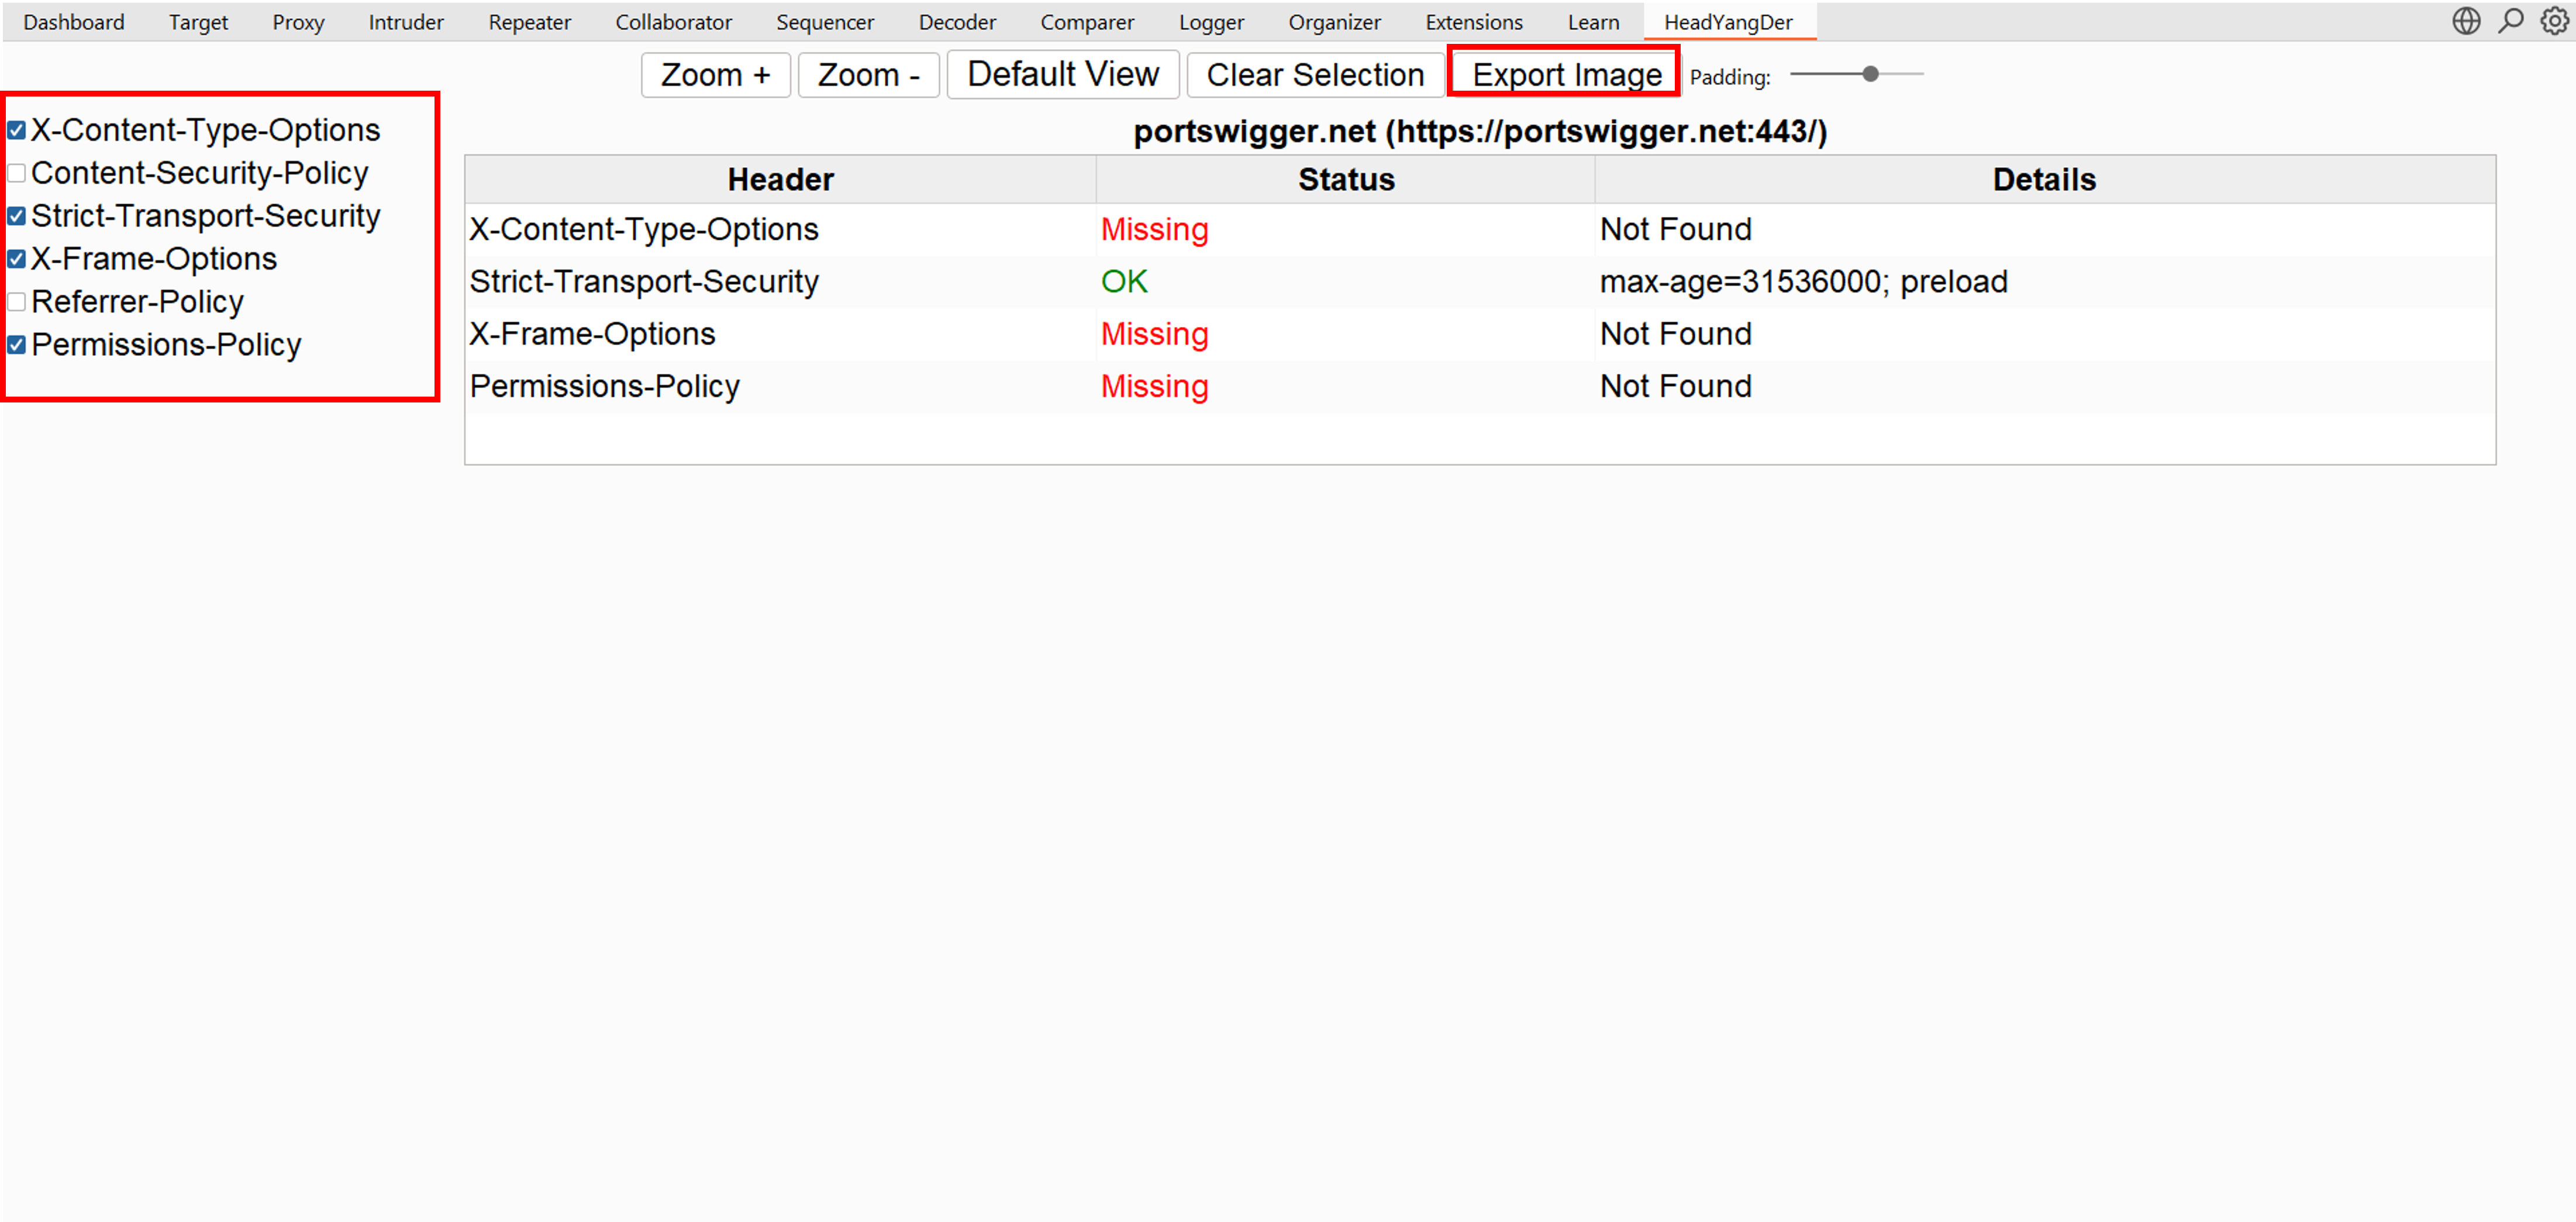 Dashboard Target Proxy Intruder Repeater Collaborator Sequencer Decoder Comparer Logger Organizer Extensions Learn HeadYangDer
Zoom + Zoom - Default View Clear Selection Export Image Padding:
X-Content-Type-Options
Content-Security-Policy
Strict-Transport-Security
X-Frame-Options
Referrer-Policy
Permissions-Policy
portswigger.net (https://portswigger.net:443/)
Header Status Details
X-Content-Type-Options Missing Not Found
Strict-Transport-Security OK max-age=31536000; preload
X-Frame-Options Missing Not Found
Permissions-Policy Missing Not Found